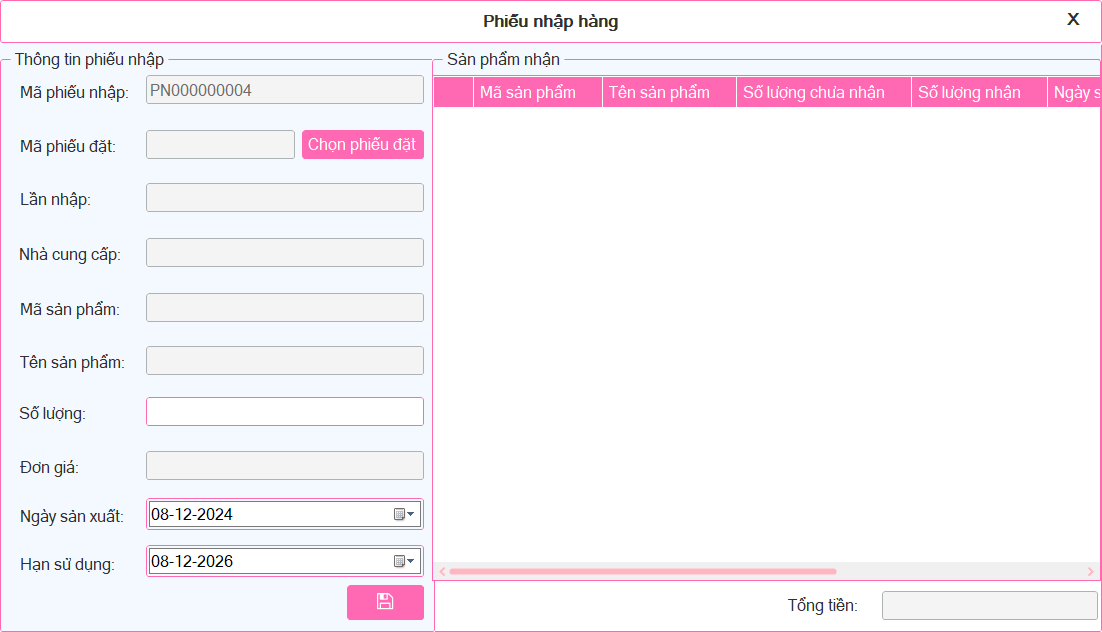 Phiếu nhập hàng X
Thông tin phiếu nhập
Mã phiếu nhập: PN000000004
Mã phiếu đặt: Chọn phiếu đặt
Lần nhập:
Nhà cung cấp:
Mã sản phẩm:
Tên sản phẩm:
Số lượng:
Đơn giá:
Ngày sản xuất: 08-12-2024
Hạn sử dụng: 08-12-2026
Sản phẩm nhận
Mã sản phẩm Tên sản phẩm Số lượng chưa nhận Số lượng nhận Ngày s
Tổng tiền: